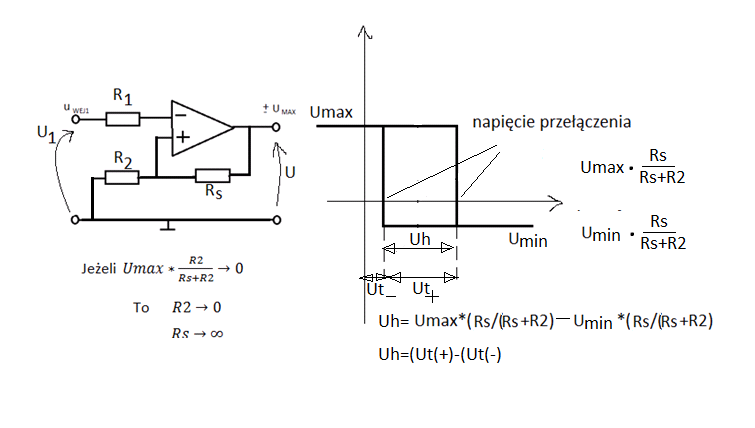 u WEJ1
R1
± U MAX
U1
−
+
R2
Rs
U
Jeżeli Umax * R2/(Rs+R2) → 0
To R2 → 0
Rs → ∞
Umax
napięcie przełączenia
Umax · Rs/(Rs+R2)
Umin · Rs/(Rs+R2)
Uh
Umin
Ut−
Ut+
Uh= Umax*(Rs/(Rs+R2)−Umin *(Rs/(Rs+R2)
Uh=(Ut(+)-(Ut(-)